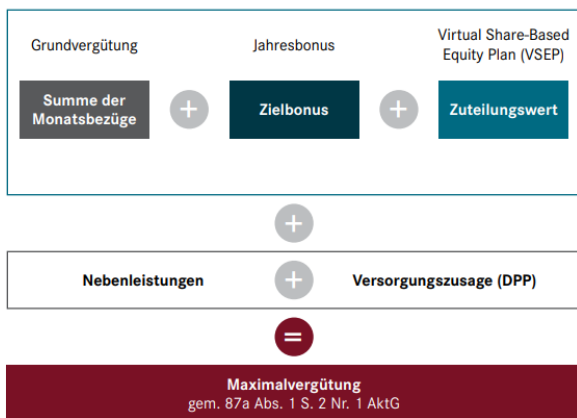 Grundvergütung
Jahresbonus
Virtual Share-Based
Equity Plan (VSEP)
Summe der
Monatsbezüge
+
Zielbonus
+
Zuteilungswert
+
Nebenleistungen
+
Versorgungszusage (DPP)
=
Maximalvergütung
gem. 87a Abs. 1 S. 2 Nr. 1 AktG